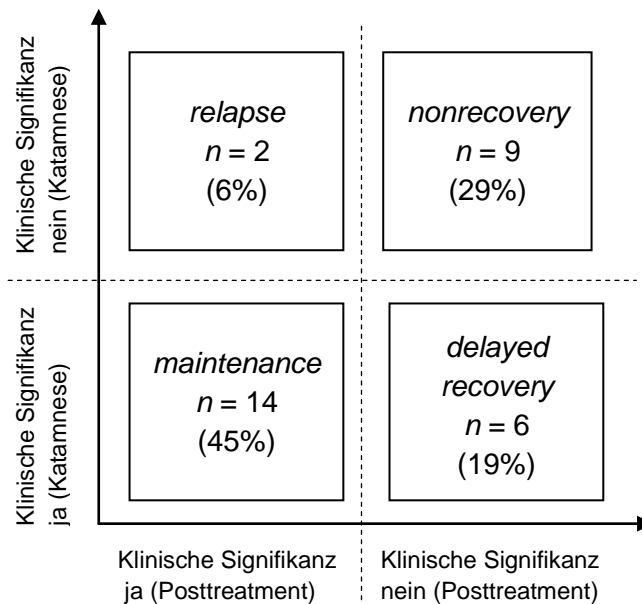 Klinische Signifikanz
nein (Katamnese)
relapse
n = 2
(6%)
nonrecovery
n = 9
(29%)
Klinische Signifikanz
ja (Katamnese)
maintenance
n = 14
(45%)
delayed
recovery
n = 6
(19%)
Klinische Signifikanz
ja (Posttreatment)
Klinische Signifikanz
nein (Posttreatment)